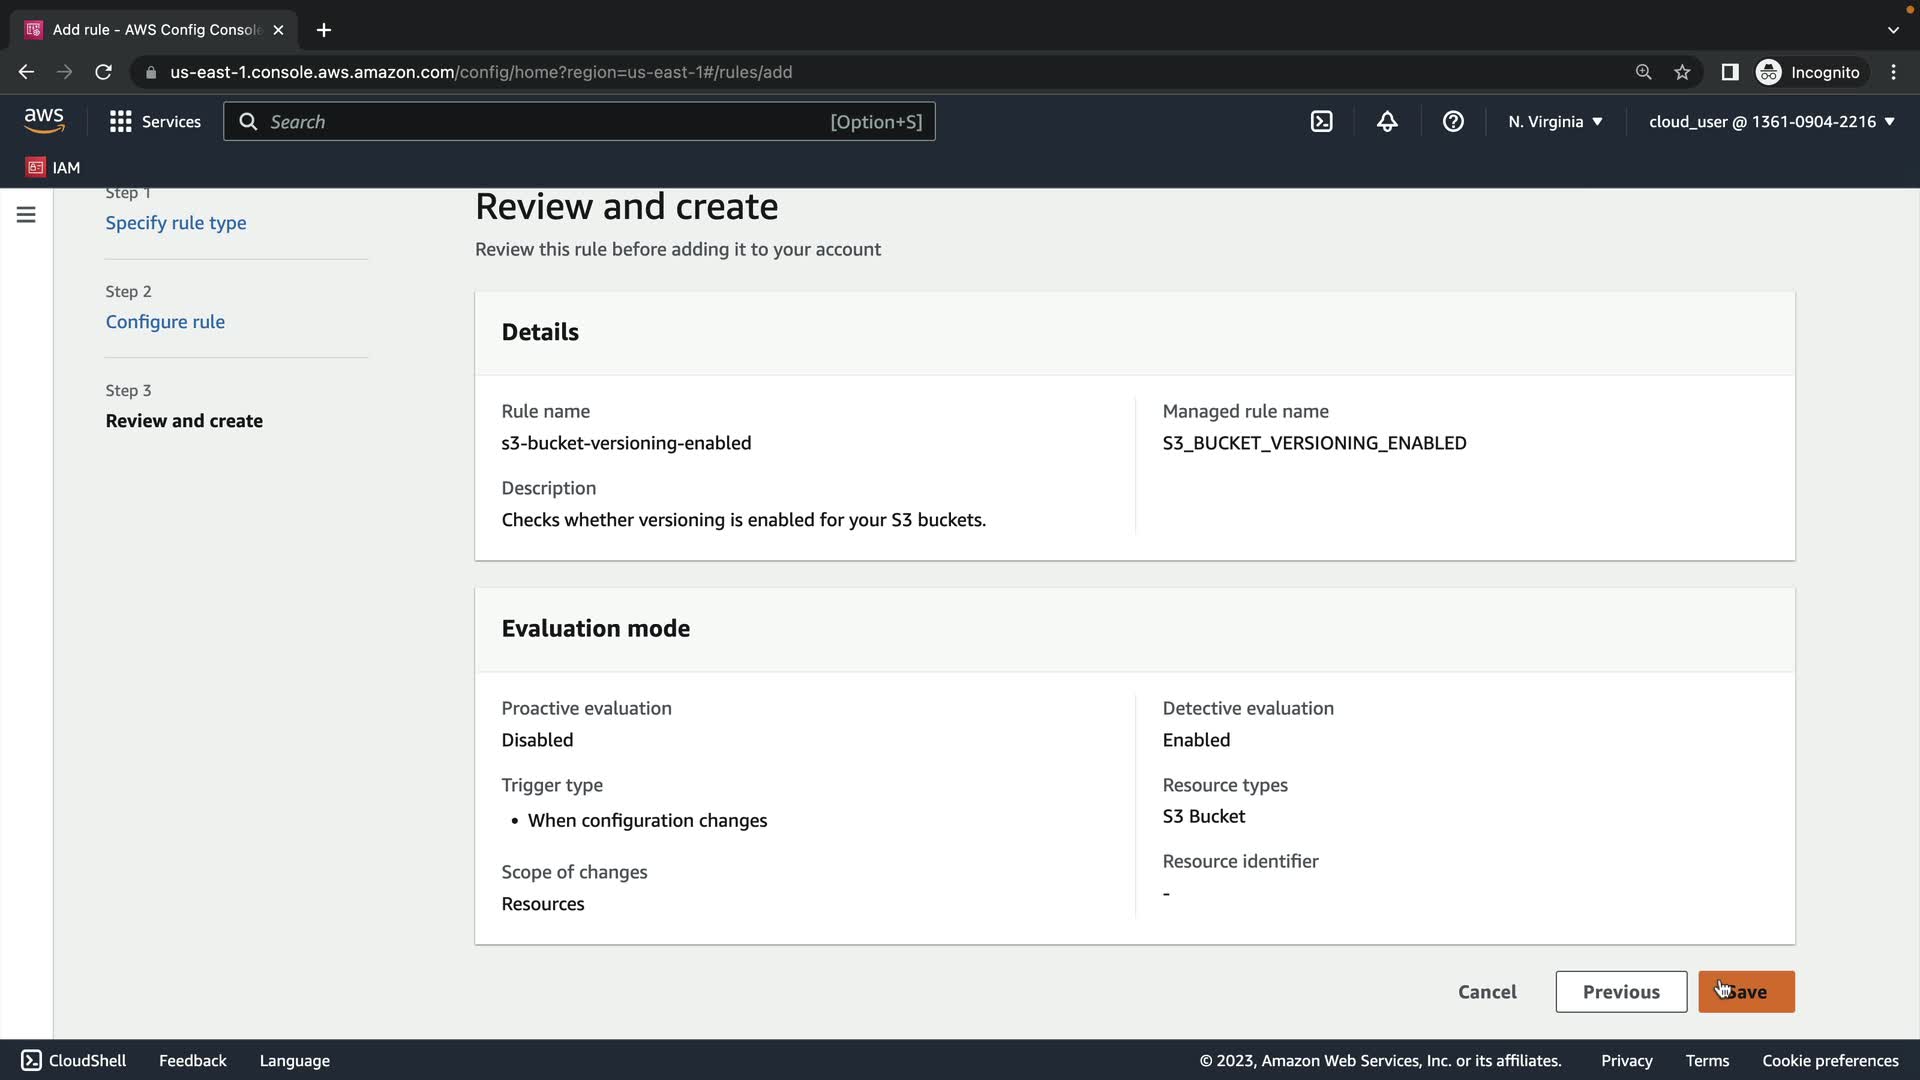 Add rule - AWS Config Console
us-east-1.console.aws.amazon.com/config/home?region=us-east-1#/rules/add
Incognito
aws
Services
Search
[Option+S]
N. Virginia
cloud_user @ 1361-0904-2216
IAM
Step 1
Specify rule type
Step 2
Configure rule
Step 3
Review and create
Review and create
Review this rule before adding it to your account
Details
Rule name
s3-bucket-versioning-enabled
Description
Checks whether versioning is enabled for your S3 buckets.
Managed rule name
S3_BUCKET_VERSIONING_ENABLED
Evaluation mode
Proactive evaluation
Disabled
Trigger type
• When configuration changes
Scope of changes
Resources
Detective evaluation
Enabled
Resource types
S3 Bucket
Resource identifier
-
Cancel
Previous
Save
CloudShell
Feedback
Language
© 2023, Amazon Web Services, Inc. or its affiliates.
Privacy
Terms
Cookie preferences